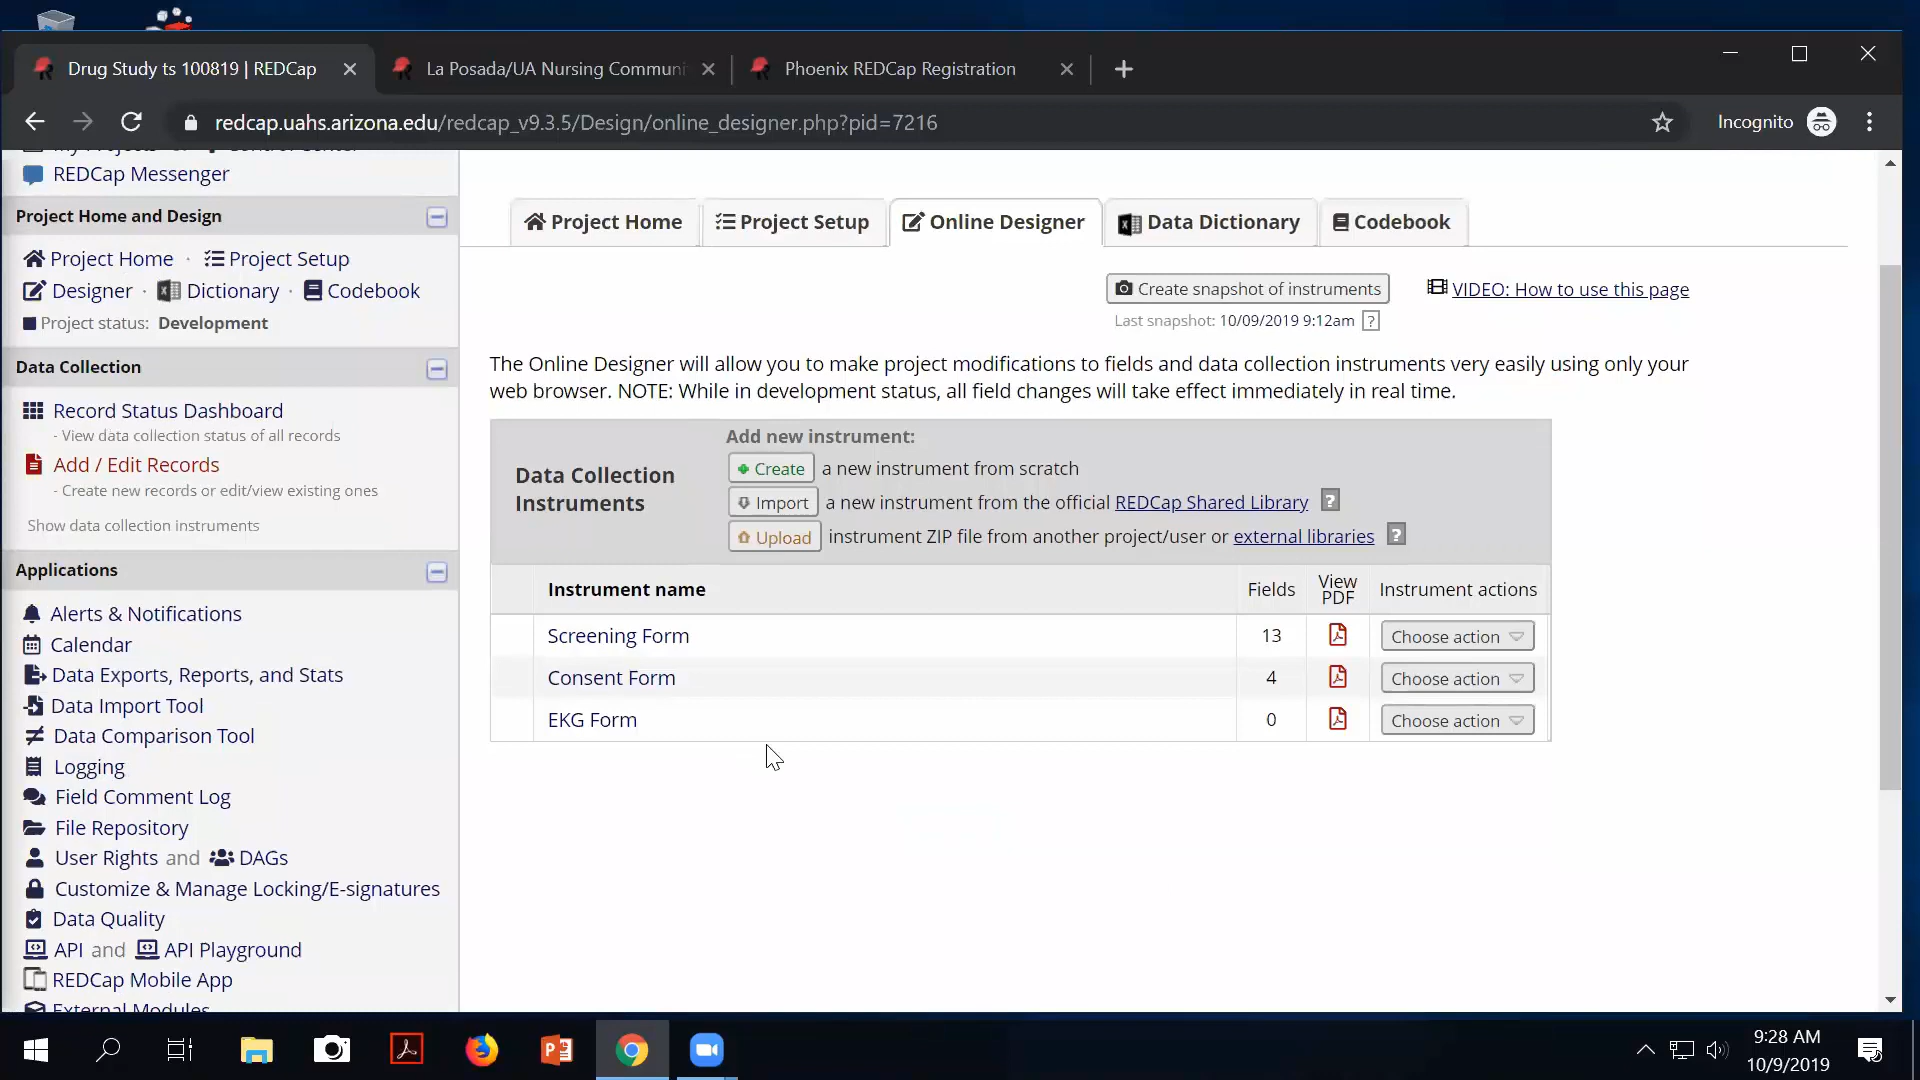 Drug Study ts 100819 | REDCap
La Posada/UA Nursing Communi
Phoenix REDCap Registration
redcap.uahs.arizona.edu/redcap_v9.3.5/Design/online_designer.php?pid=7216
Incognito
My Projects or Control Center
REDCap Messenger
Project Home and Design
Project Home · Project Setup
Designer · Dictionary · Codebook
Project status: Development
Data Collection
Record Status Dashboard
- View data collection status of all records
Add / Edit Records
- Create new records or edit/view existing ones
Show data collection instruments
Applications
Alerts & Notifications
Calendar
Data Exports, Reports, and Stats
Data Import Tool
Data Comparison Tool
Logging
Field Comment Log
File Repository
User Rights and DAGs
Customize & Manage Locking/E-signatures
Data Quality
API and API Playground
REDCap Mobile App
External Modules
Project Home
Project Setup
Online Designer
Data Dictionary
Codebook
Create snapshot of instruments
VIDEO: How to use this page
Last snapshot: 10/09/2019 9:12am ?
The Online Designer will allow you to make project modifications to fields and data collection instruments very easily using only your
web browser. NOTE: While in development status, all field changes will take effect immediately in real time.
Data Collection
Instruments
Add new instrument:
Create a new instrument from scratch
Import a new instrument from the official REDCap Shared Library ?
Upload instrument ZIP file from another project/user or external libraries ?
Instrument name Fields View PDF Instrument actions
Screening Form 13 Choose action
Consent Form 4 Choose action
EKG Form 0 Choose action
9:28 AM
10/9/2019